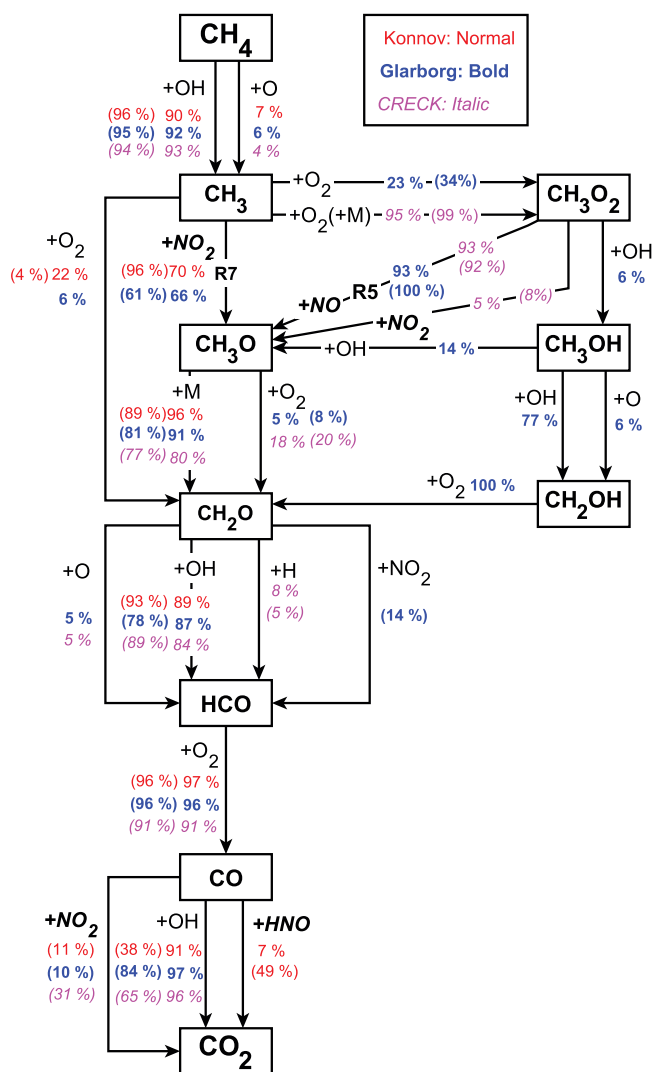 CH4
Konnov: Normal
Glarborg: Bold
CRECK: Italic
+OH +O
(96 %) 90 % 7 %
(95 %) 92 % 6 %
(94 %) 93 % 4 %
CH3 +O2 23 % (34%) CH3O2
+O2(+M) 95 % (99 %)
+O2 +NO2 93 % +OH
(4 %) 22 % (96 %) 70 % R7 93 % (92 %) 6 %
6 % (61 %) 66 % R5 (100 %)
+NO 5 % (8%)
+NO2
CH3O +OH 14 % CH3OH
+M +O2 +OH +O
(89 %) 96 % 5 % (8 %) 77 % 6 %
(81 %) 91 % 18 % (20 %)
(77 %) 80 %
CH2O +O2 100 % CH2OH
+O +OH +H +NO2
(93 %) 89 % 8 %
5 % (78 %) 87 % (5 %) (14 %)
5 % (89 %) 84 %
HCO
+O2
(96 %) 97 %
(96 %) 96 %
(91 %) 91 %
CO
+NO2 +OH +HNO
(11 %) (38 %) 91 % 7 %
(10 %) (84 %) 97 % (49 %)
(31 %) (65 %) 96 %
CO2